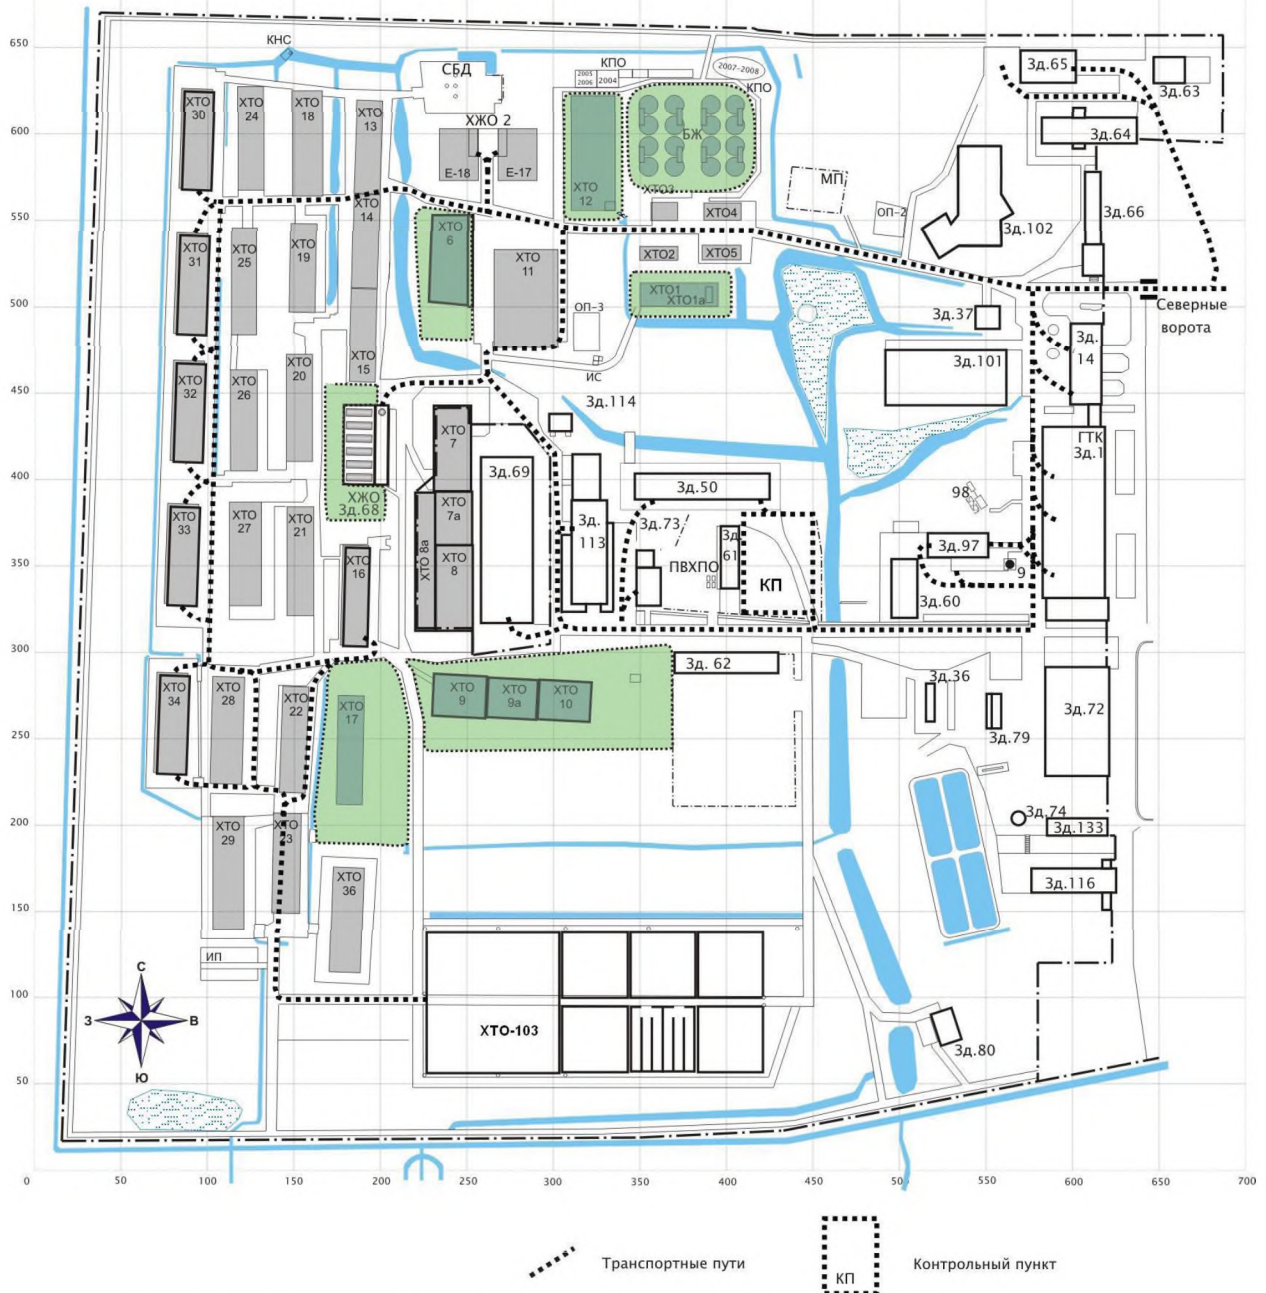 650
600
550
500
450
400
350
300
250
200
150
100
50
0
50
100
150
200
250
300
350
400
450
500
550
600
650
700
КНС
СБД
КПО
2005
2006
2004
2007-2008
КПО
Зд.65
Зд.63
ХТО
30
ХТО
24
ХТО
18
ХТО
13
ХЖО 2
Е-18
Е-17
БЖ
Зд.64
ХТО
12
ХТО3
ХТО4
МП
ОП-2
Зд.66
Зд.102
ХТО
14
ХТО
6
ХТО
31
ХТО
25
ХТО
19
ХТО
11
ХТО2
ХТО5
ХТО1
ХТО1а
ОП-3
Зд.37
Северные
ворота
Зд.
14
ХТО
32
ХТО
26
ХТО
20
ХТО
15
ИС
Зд.101
Зд.114
ХТО
7
Зд.69
ГТК
Зд.1
ХЖО
Зд.68
Зд.50
98
ХТО
33
ХТО
27
ХТО
21
ХТО
7а
ХТО 8а
ХТО
8
Зд.
113
Зд.73
Зд
61
ПВХПО
КП
Зд.97
9
Зд.60
ХТО
16
Зд. 62
Зд.36
ХТО
34
ХТО
28
ХТО
22
ХТО
17
ХТО
9
ХТО
9а
ХТО
10
Зд.72
Зд.79
Зд.74
Зд.133
ХТО
29
ХТО
23
ХТО
36
Зд.116
ИП
С
З
В
Ю
ХТО-103
Зд.80
Транспортные пути
КП
Контрольный пункт